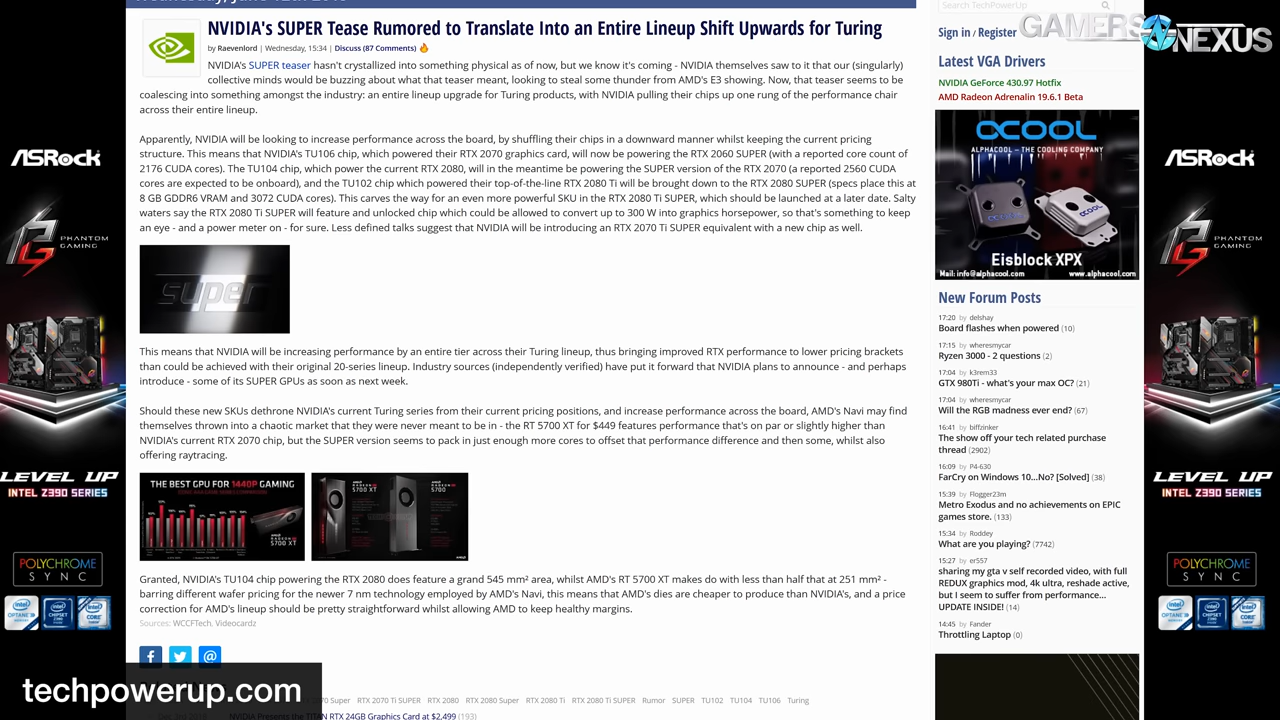 NVIDIA's SUPER Tease Rumored to Translate Into an Entire Lineup Shift Upwards for Turing
by Raevenlord | Wednesday, 15:34 | Discuss (87 Comments)
NVIDIA's SUPER teaser hasn't crystallized into something physical as of now, but we know it's coming - NVIDIA themselves saw to it that our (singularly)
collective minds would be buzzing about what that teaser meant, looking to steal some thunder from AMD's E3 showing. Now, that teaser seems to be
coalescing into something amongst the industry: an entire lineup upgrade for Turing products, with NVIDIA pulling their chips up one rung of the performance chair
across their entire lineup.
Apparently, NVIDIA will be looking to increase performance across the board, by shuffling their chips in a downward manner whilst keeping the current pricing
structure. This means that NVIDIA's TU106 chip, which powered their RTX 2070 graphics card, will now be powering the RTX 2060 SUPER (with a reported core count of
2176 CUDA cores). The TU104 chip, which power the current RTX 2080, will in the meantime be powering the SUPER version of the RTX 2070 (a reported 2560 CUDA
cores are expected to be onboard), and the TU102 chip which powered their top-of-the-line RTX 2080 Ti will be brought down to the RTX 2080 SUPER (specs place this at
8 GB GDDR6 VRAM and 3072 CUDA cores). This carves the way for an even more powerful SKU in the RTX 2080 Ti SUPER, which should be launched at a later date. Salty
waters say the RTX 2080 Ti SUPER will feature and unlocked chip which could be allowed to convert up to 300 W into graphics horsepower, so that's something to keep
an eye - and a power meter on - for sure. Less defined talks suggest that NVIDIA will be introducing an RTX 2070 Ti SUPER equivalent with a new chip as well.
super
This means that NVIDIA will be increasing performance by an entire tier across their Turing lineup, thus bringing improved RTX performance to lower pricing brackets
than could be achieved with their original 20-series lineup. Industry sources (independently verified) have put it forward that NVIDIA plans to announce - and perhaps
introduce - some of its SUPER GPUs as soon as next week.
Should these new SKUs dethrone NVIDIA's current Turing series from their current pricing positions, and increase performance across the board, AMD's Navi may find
themselves thrown into a chaotic market that they were never meant to be in - the RT 5700 XT for $449 features performance that's on par or slightly higher than
NVIDIA's current RTX 2070 chip, but the SUPER version seems to pack in just enough more cores to offset that performance difference and then some, whilst also
offering raytracing.
THE BEST GPU FOR 1440P GAMING
5700 XT
5700 XT
5700
Granted, NVIDIA's TU104 chip powering the RTX 2080 does feature a grand 545 mm² area, whilst AMD's RT 5700 XT makes do with less than half that at 251 mm² -
barring different wafer pricing for the newer 7 nm technology employed by AMD's Navi, this means that AMD's dies are cheaper to produce than NVIDIA's, and a price
correction for AMD's lineup should be pretty straightforward whilst allowing AMD to keep healthy margins.
Sources: WCCFTech, Videocardz
techpowerup.com
Super RTX 2070 Ti SUPER RTX 2080 RTX 2080 Super RTX 2080 Ti RTX 2080 Ti SUPER Rumor SUPER TU102 TU104 TU106 Turing
TITAN RTX 24GB Graphics Card at $2,499 (193)
Search TechPowerUp
GAMERS NEXUS
Sign in / Register
Latest VGA Drivers
NVIDIA GeForce 430.97 Hotfix
AMD Radeon Adrenalin 19.6.1 Beta
ALPHACOOL - THE COOLING COMPANY
Eisblock XPX
Mail: info@alphacool.com www.alphacool.com
New Forum Posts
17:20 by delshay
Board flashes when powered (10)
17:15 by wheresmycar
Ryzen 3000 - 2 questions (2)
17:04 by k3rem33
GTX 980Ti - what's your max OC? (21)
17:04 by wheresmycar
Will the RGB madness ever end? (67)
16:41 by biffzinker
The show off your tech related purchase
thread (2902)
16:09 by P4-630
FarCry on Windows 10...No? [Solved] (38)
15:39 by Flogger23m
Metro Exodus and no achievements on EPIC
games store. (133)
15:34 by Roddey
What are you playing? (7742)
15:27 by er557
sharing my gta v self recorded video, with full
REDUX graphics mod, 4k ultra, reshade active,
but I seem to suffer from performance...
UPDATE INSIDE! (14)
14:45 by Fander
Throttling Laptop (0)
ASRock
PHANTOM
GAMING
LEVEL UP
INTEL Z390 SERIES
POLYCHROME
SYNC
ASRock
PHANTOM
GAMING
LEVEL UP
INTEL Z390 SERIES
POLYCHROME
SYNC